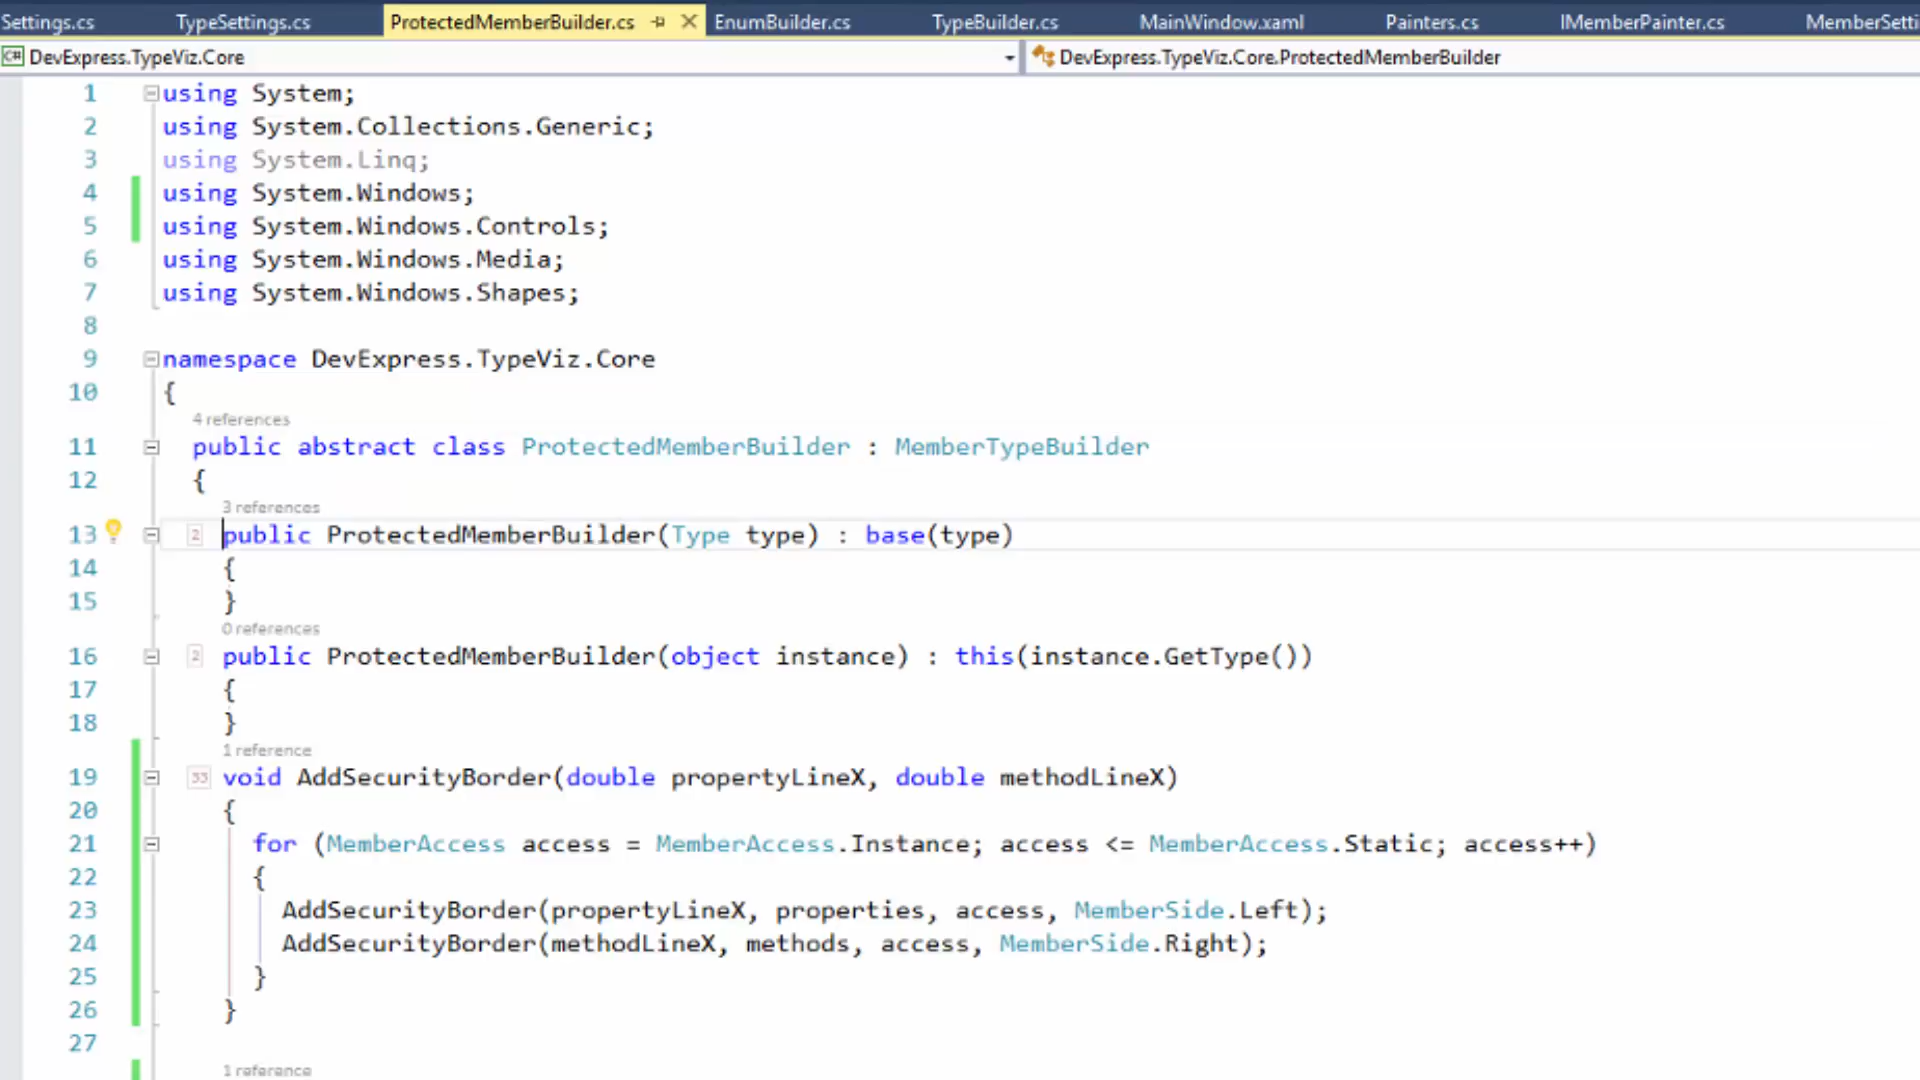 Settings.cs TypeSettings.cs ProtectedMemberBuilder.cs EnumBuilder.cs TypeBuilder.cs MainWindow.xaml Painters.cs IMemberPainter.cs MemberSetti
C# DevExpress.TypeViz.Core DevExpress.TypeViz.Core.ProtectedMemberBuilder
1 using System;
2 using System.Collections.Generic;
3 using System.Linq;
4 using System.Windows;
5 using System.Windows.Controls;
6 using System.Windows.Media;
7 using System.Windows.Shapes;
8
9 namespace DevExpress.TypeViz.Core
10 {
4 references
11 public abstract class ProtectedMemberBuilder : MemberTypeBuilder
12 {
3 references
13 2 public ProtectedMemberBuilder(Type type) : base(type)
14 {
15 }
0 references
16 2 public ProtectedMemberBuilder(object instance) : this(instance.GetType())
17 {
18 }
1 reference
19 33 void AddSecurityBorder(double propertyLineX, double methodLineX)
20 {
21 for (MemberAccess access = MemberAccess.Instance; access <= MemberAccess.Static; access++)
22 {
23 AddSecurityBorder(propertyLineX, properties, access, MemberSide.Left);
24 AddSecurityBorder(methodLineX, methods, access, MemberSide.Right);
25 }
26 }
27
1 reference